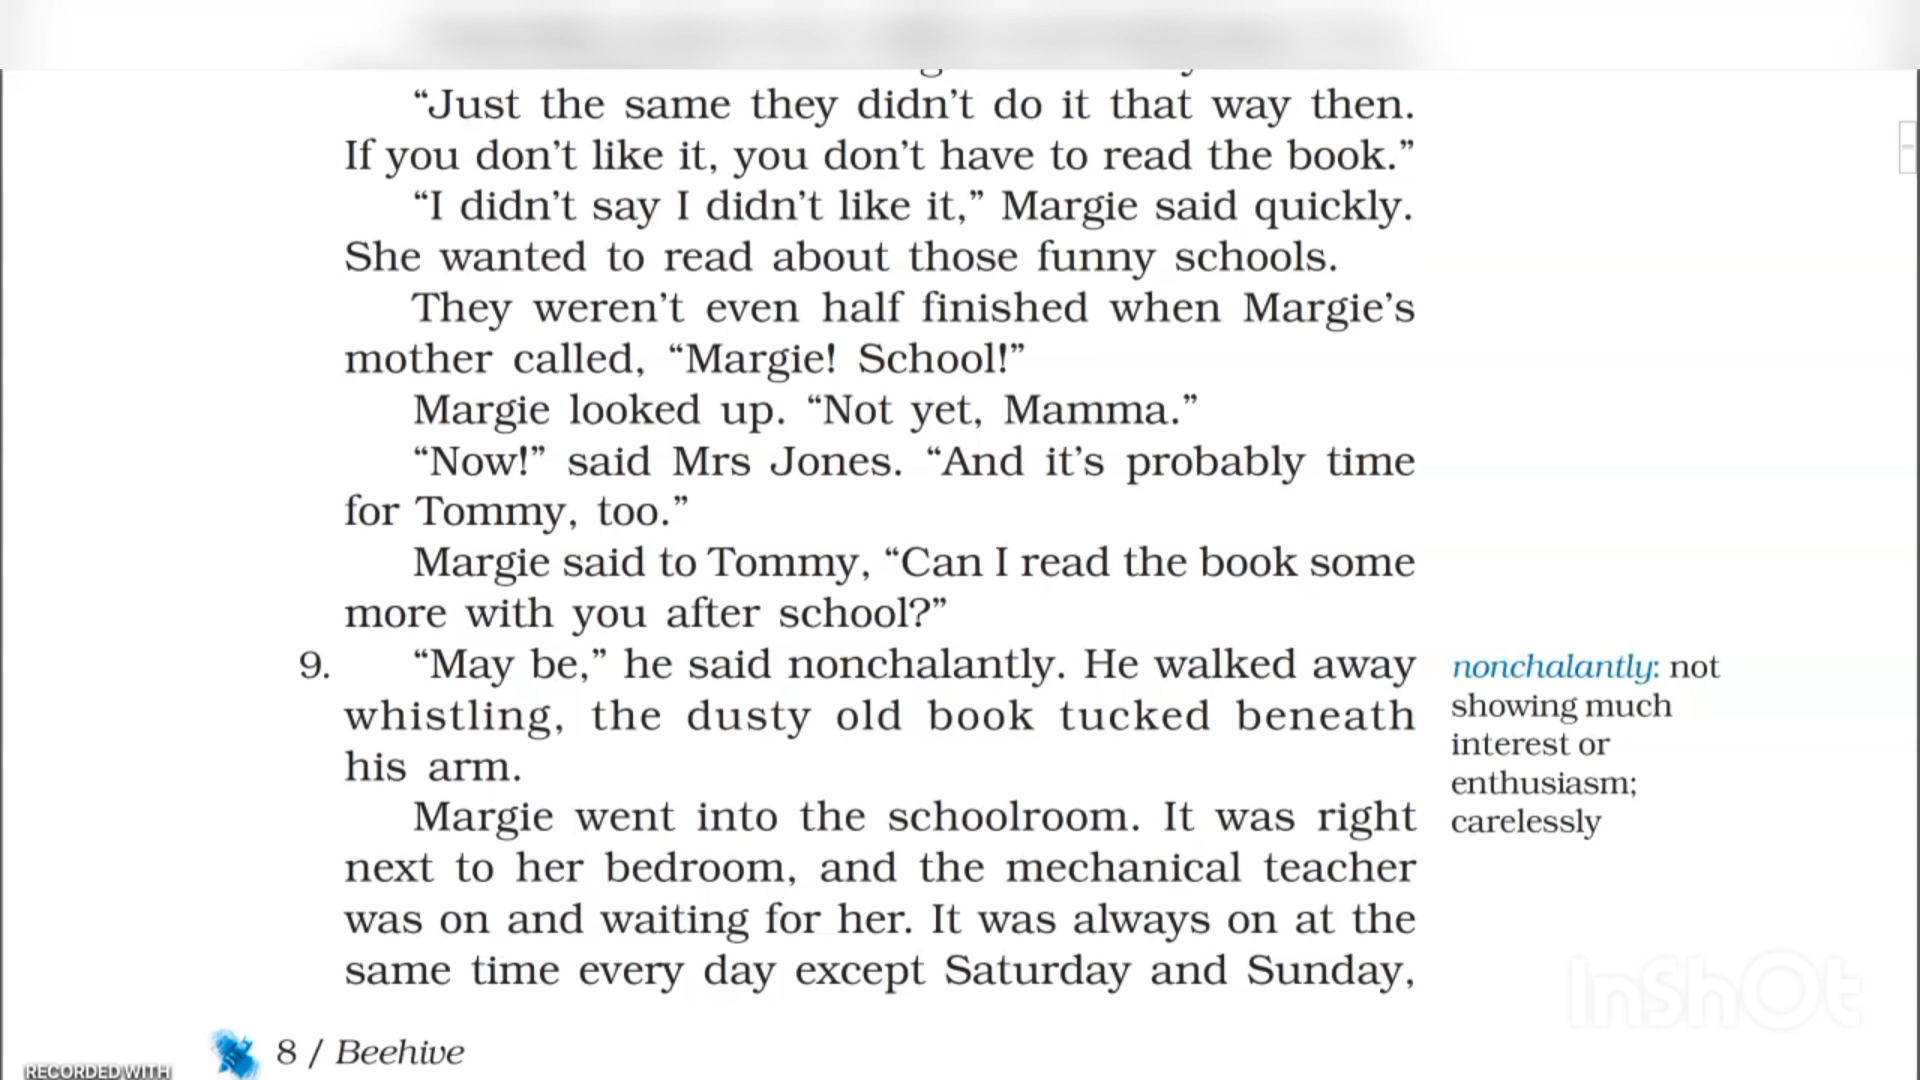 “Just the same they didn’t do it that way then.
If you don’t like it, you don’t have to read the book.”
“I didn’t say I didn’t like it,” Margie said quickly.
She wanted to read about those funny schools.
They weren’t even half finished when Margie’s
mother called, “Margie! School!”
Margie looked up. “Not yet, Mamma.”
“Now!” said Mrs Jones. “And it’s probably time
for Tommy, too.”
Margie said to Tommy, “Can I read the book some
more with you after school?”
9. “May be,” he said nonchalantly. He walked away
whistling, the dusty old book tucked beneath
his arm.
nonchalantly: not
showing much
interest or
enthusiasm;
carelessly
Margie went into the schoolroom. It was right
next to her bedroom, and the mechanical teacher
was on and waiting for her. It was always on at the
same time every day except Saturday and Sunday,
InShOt
8 / Beehive
RECORDED WITH